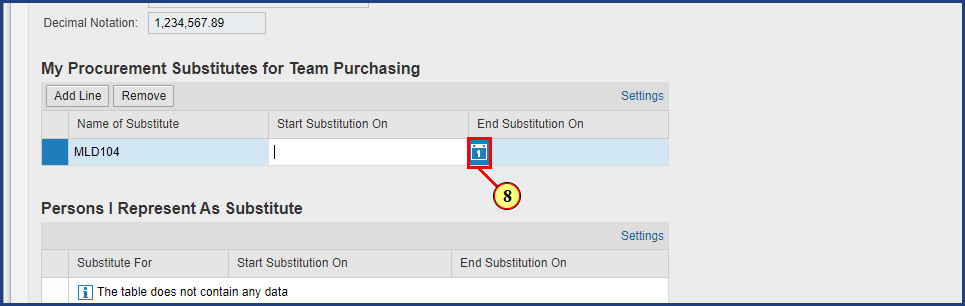 Decimal Notation: 1,234,567.89
My Procurement Substitutes for Team Purchasing
Add Line Remove Settings
Name of Substitute Start Substitution On End Substitution On
MLD104 1
8
Persons I Represent As Substitute
Settings
Substitute For Start Substitution On End Substitution On
i The table does not contain any data